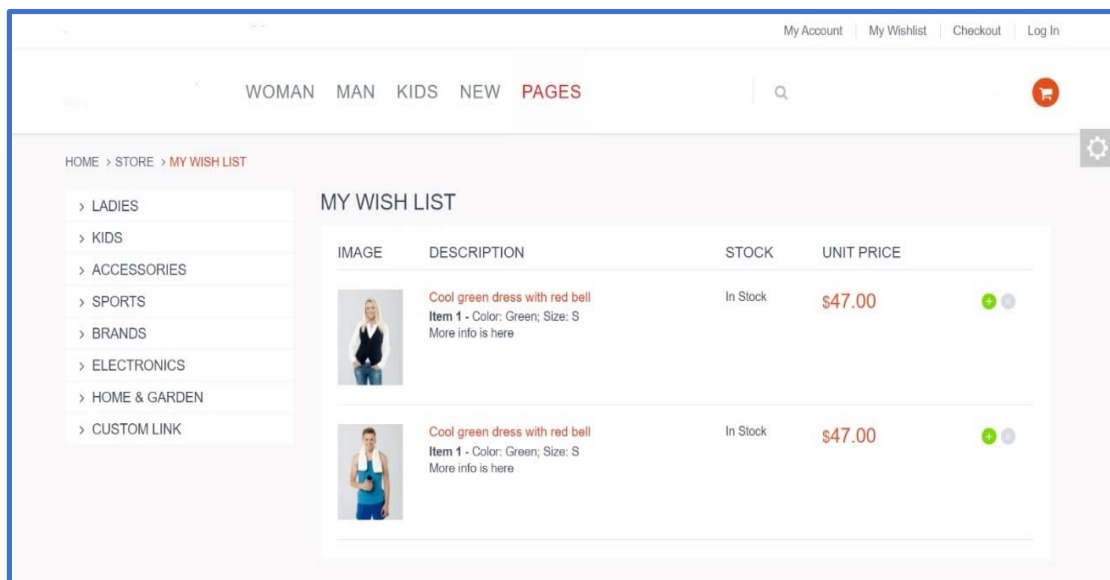 My Account My Wishlist Checkout Log In
WOMAN MAN KIDS NEW PAGES
HOME > STORE > MY WISH LIST
> LADIES
> KIDS
> ACCESSORIES
> SPORTS
> BRANDS
> ELECTRONICS
> HOME & GARDEN
> CUSTOM LINK
MY WISH LIST
IMAGE DESCRIPTION STOCK UNIT PRICE
Cool green dress with red bell In Stock $47.00
Item 1 - Color: Green; Size: S
More info is here
Cool green dress with red bell In Stock $47.00
Item 1 - Color: Green; Size: S
More info is here